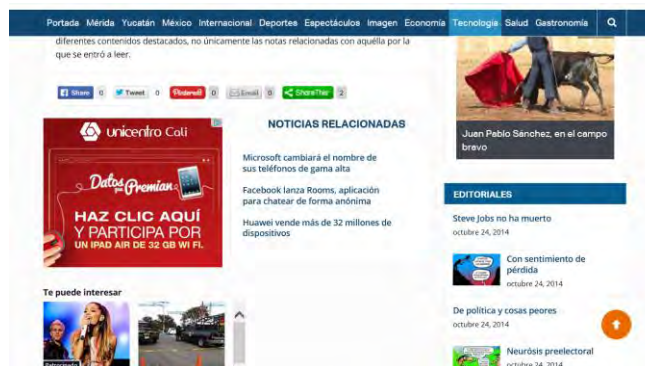 Portada Mérida Yucatán México Internacional Deportes Espectáculos Imagen Economía Tecnología Salud Gastronomía
diferentes contenidos destacados, no únicamente las notas relacionadas con aquélla por la
que se entró a leer.
Share 0 Tweet 0 Pinterest 0 Email 0 ShareThis 2
unicentro Cali
Datos que Premian
HAZ CLIC AQUÍ
Y PARTICIPA POR
UN IPAD AIR DE 32 GB WI FI.
NOTICIAS RELACIONADAS
Microsoft cambiará el nombre de
sus teléfonos de gama alta
Facebook lanza Rooms, aplicación
para chatear de forma anónima
Huawei vende más de 32 millones de
dispositivos
Te puede interesar
Patrocinado
Juan Pablo Sánchez, en el campo
bravo
EDITORIALES
Steve Jobs no ha muerto
octubre 24, 2014
Con sentimiento de
pérdida
octubre 24, 2014
De política y cosas peores
octubre 24, 2014
Neurósis preelectoral
octubre 24, 2014